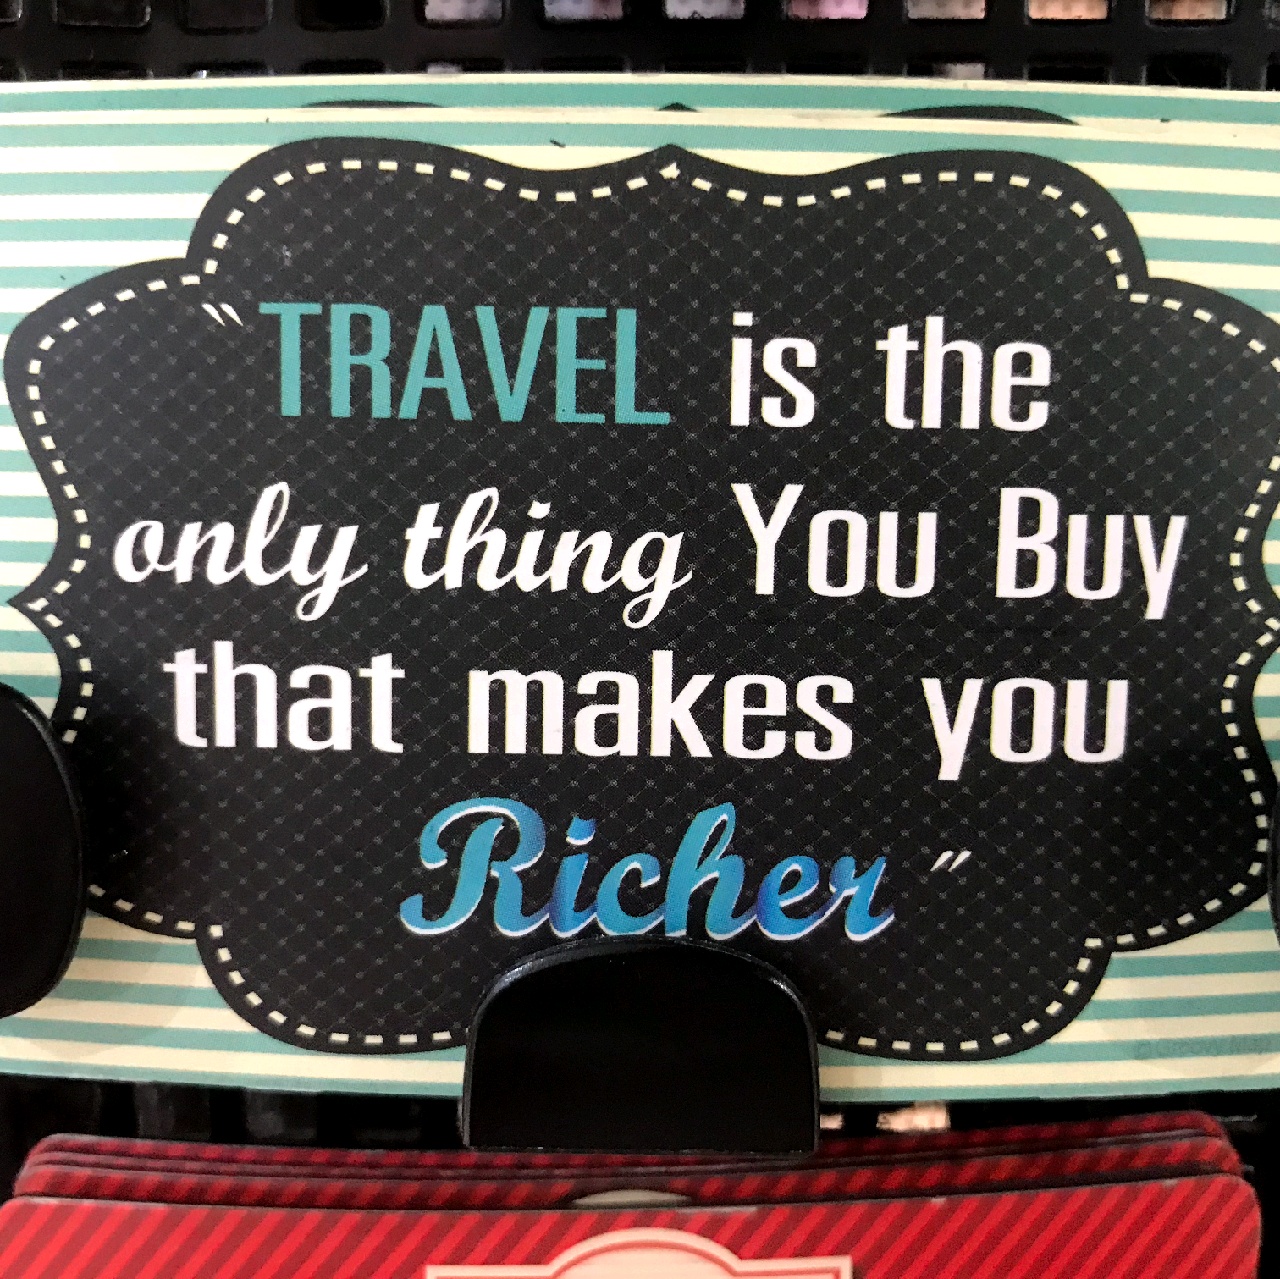 "TRAVEL is the
only thing You Buy
that makes you
Richer"